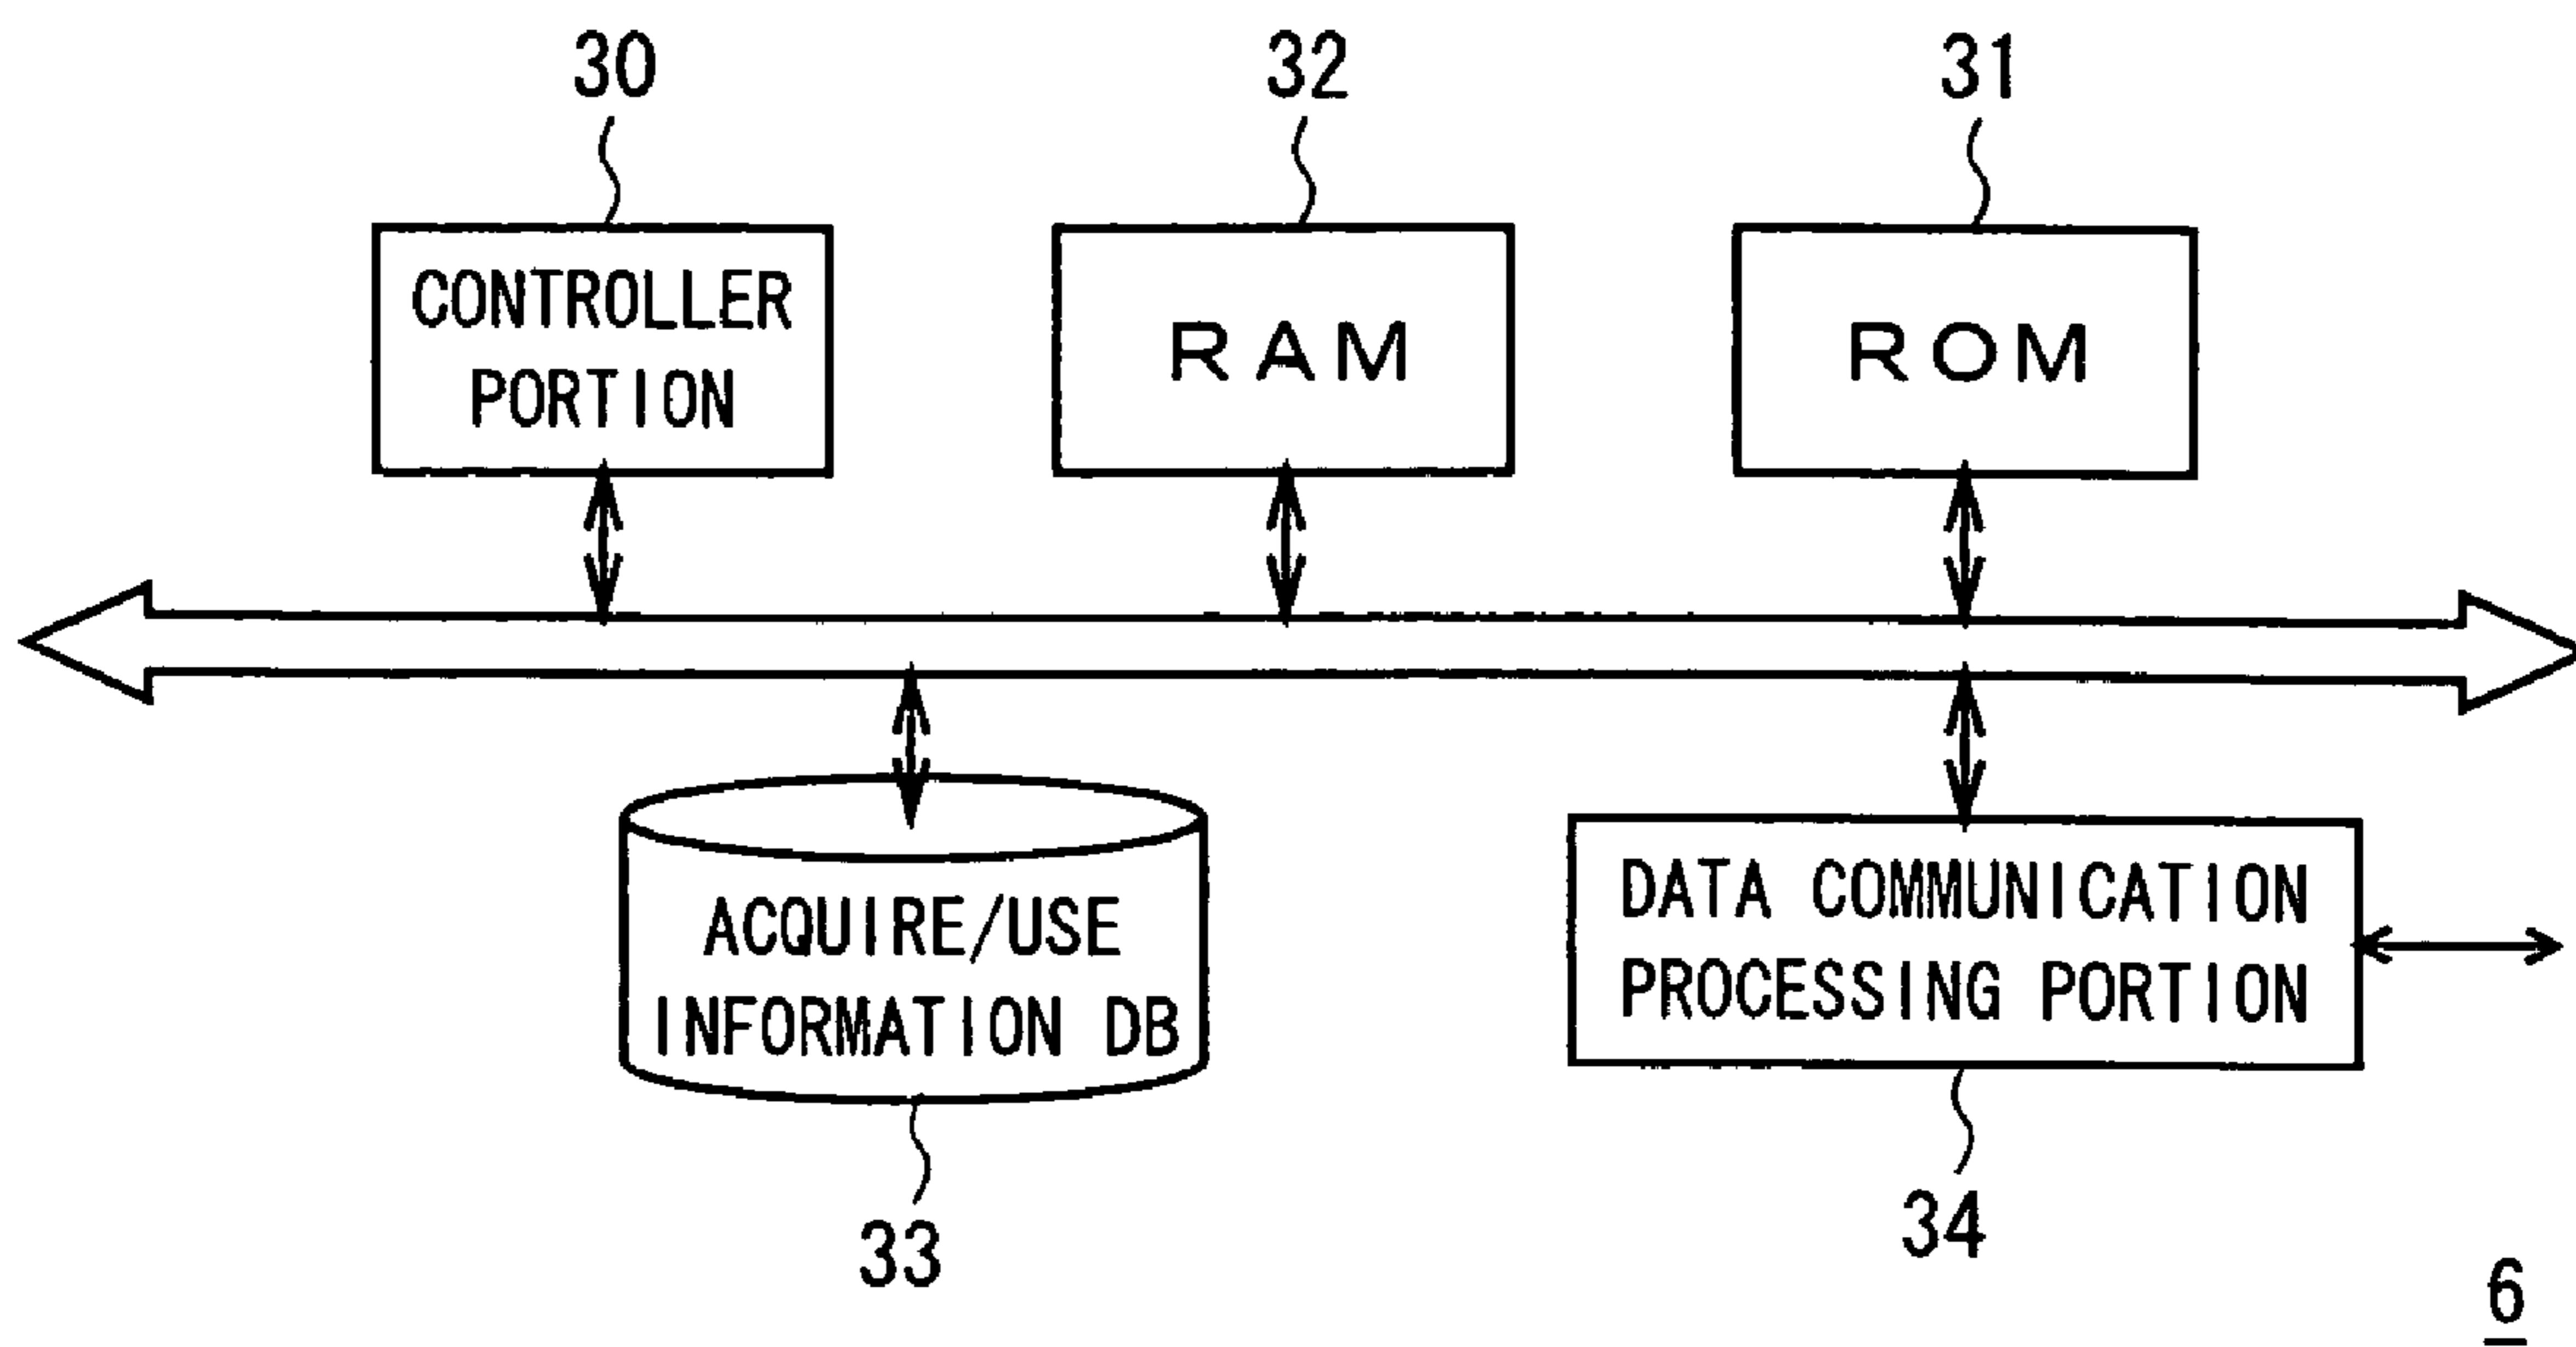 30
32
31
CONTROLLER
PORTION
RAM
ROM
ACQUIRE/USE
INFORMATION DB
DATA COMMUNICATION
PROCESSING PORTION
33
34
6